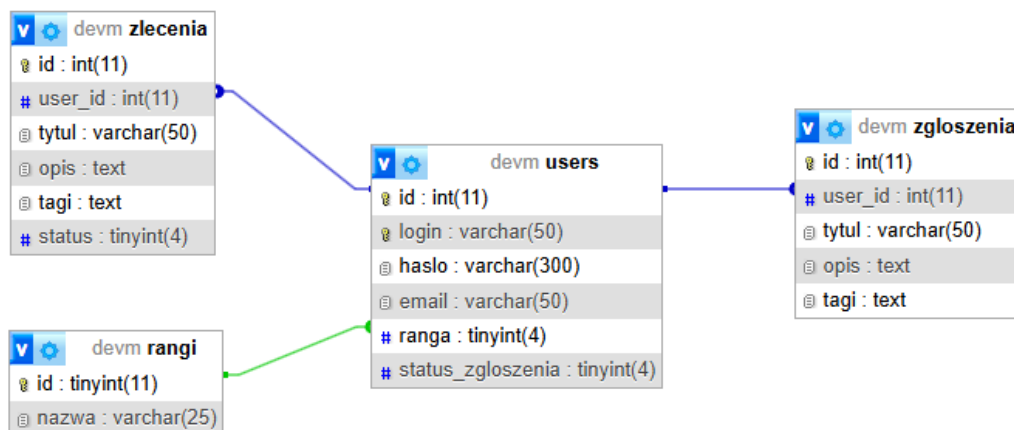 v devm zlecenia
id : int(11)
# user_id : int(11)
tytul : varchar(50)
opis : text
tagi : text
# status : tinyint(4)
v devm rangi
id : tinyint(11)
nazwa : varchar(25)
v devm users
id : int(11)
login : varchar(50)
haslo : varchar(300)
email : varchar(50)
# ranga : tinyint(4)
# status_zgloszenia : tinyint(4)
v devm zgloszenia
id : int(11)
# user_id : int(11)
tytul : varchar(50)
opis : text
tagi : text